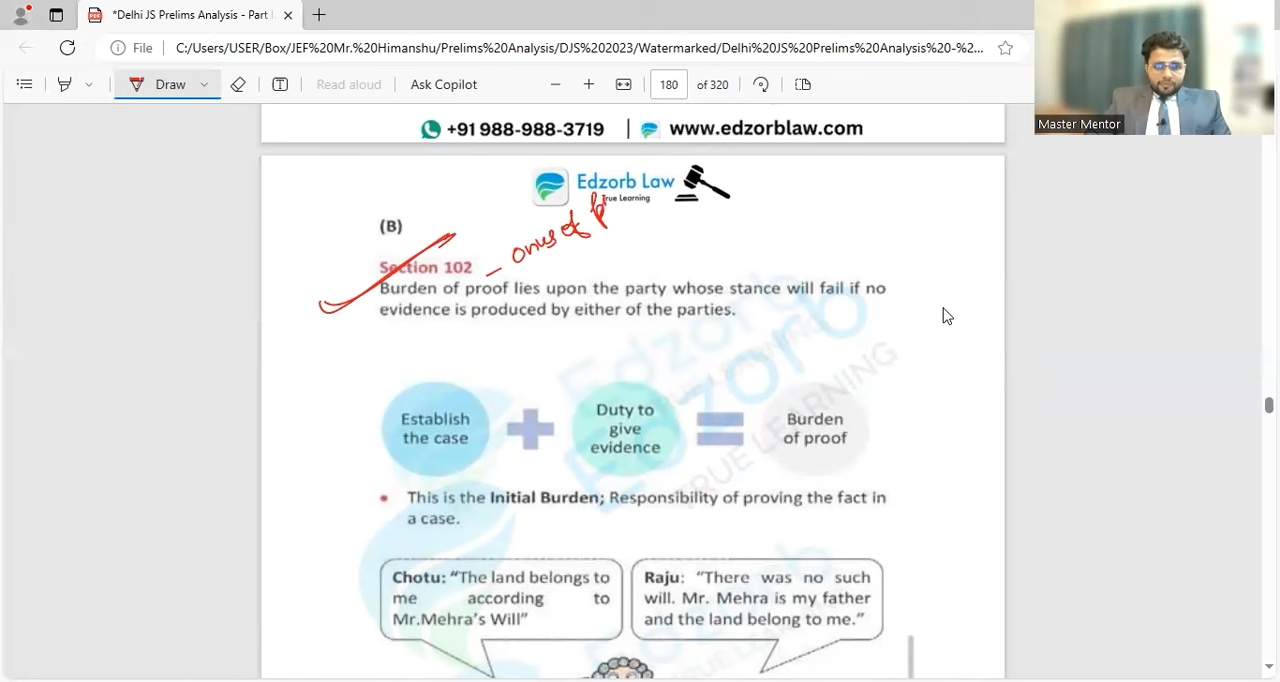 *Delhi JS Prelims Analysis - Part I
File
C:/Users/USER/Box/JEF%20Mr.%20Himanshu/Prelims%20Analysis/DJS%202023/Watermarked/Delhi%20JS%20Prelims%20Analysis%20-%2...
Draw
Read aloud
Ask Copilot
180 of 320
Master Mentor
+91 988-988-3719 | www.edzorblaw.com
Edzorb Law
True Learning
(B)
– onus of p
Section 102
Burden of proof lies upon the party whose stance will fail if no
evidence is produced by either of the parties.
Edzorb
TRUE LEARNING
Establish
the case
Duty to
give
evidence
Burden
of proof
• This is the Initial Burden; Responsibility of proving the fact in
a case.
Chotu: "The land belongs to
me according to
Mr.Mehra's Will"
Raju: "There was no such
will. Mr. Mehra is my father
and the land belong to me."